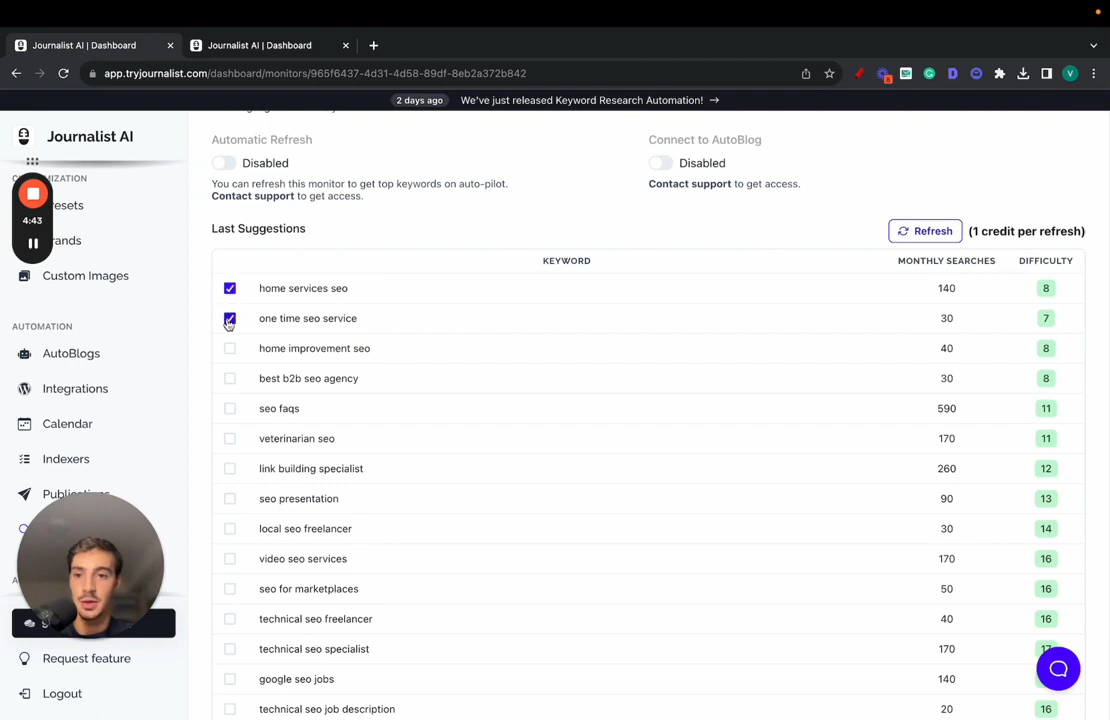 Journalist AI | Dashboard
Journalist AI | Dashboard
app.tryjournalist.com/dashboard/monitors/965f6437-4d31-4d58-89df-8eb2a372b842
2 days ago We've just released Keyword Research Automation! →
Journalist AI
Presets
Brands
Custom Images
AUTOMATION
AutoBlogs
Integrations
Calendar
Indexers
Publications
Request feature
Logout
4:43
Automatic Refresh
Disabled
You can refresh this monitor to get top keywords on auto-pilot.
Contact support to get access.
Connect to AutoBlog
Disabled
Contact support to get access.
Last Suggestions
Refresh (1 credit per refresh)
KEYWORD MONTHLY SEARCHES DIFFICULTY
home services seo 140 8
one time seo service 30 7
home improvement seo 40 8
best b2b seo agency 30 8
seo faqs 590 11
veterinarian seo 170 11
link building specialist 260 12
seo presentation 90 13
local seo freelancer 30 14
video seo services 170 16
seo for marketplaces 50 16
technical seo freelancer 40 16
technical seo specialist 170 17
google seo jobs 140
technical seo job description 20 16